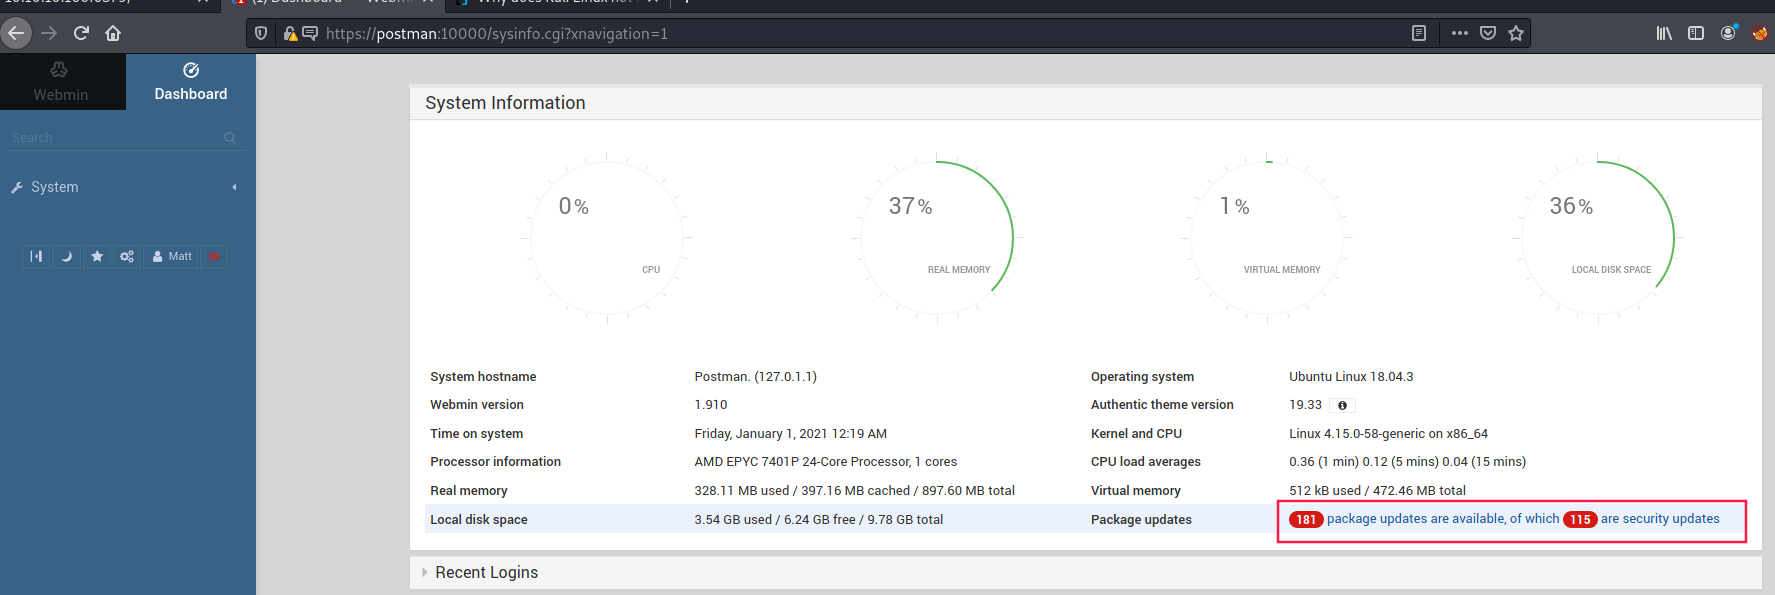 (1) Dashboard
https://postman:10000/sysinfo.cgi?xnavigation=1
Webmin
Dashboard
Search
System
Matt
System Information
0%
CPU
37%
REAL MEMORY
1%
VIRTUAL MEMORY
36%
LOCAL DISK SPACE
System hostname Postman. (127.0.1.1) Operating system Ubuntu Linux 18.04.3
Webmin version 1.910 Authentic theme version 19.33
Time on system Friday, January 1, 2021 12:19 AM Kernel and CPU Linux 4.15.0-58-generic on x86_64
Processor information AMD EPYC 7401P 24-Core Processor, 1 cores CPU load averages 0.36 (1 min) 0.12 (5 mins) 0.04 (15 mins)
Real memory 328.11 MB used / 397.16 MB cached / 897.60 MB total Virtual memory 512 kB used / 472.46 MB total
Local disk space 3.54 GB used / 6.24 GB free / 9.78 GB total Package updates 181 package updates are available, of which 115 are security updates
Recent Logins